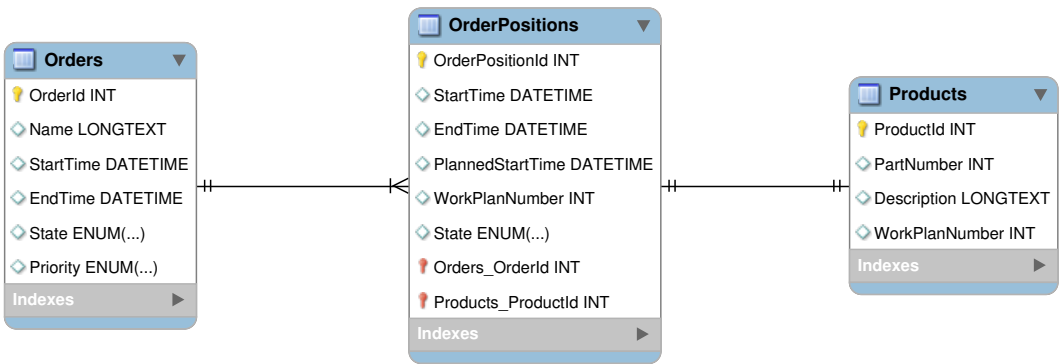 Orders
OrderId INT
Name LONGTEXT
StartTime DATETIME
EndTime DATETIME
State ENUM(...)
Priority ENUM(...)
Indexes
OrderPositions
OrderPositionId INT
StartTime DATETIME
EndTime DATETIME
PlannedStartTime DATETIME
WorkPlanNumber INT
State ENUM(...)
Orders_OrderId INT
Products_ProductId INT
Indexes
Products
ProductId INT
PartNumber INT
Description LONGTEXT
WorkPlanNumber INT
Indexes